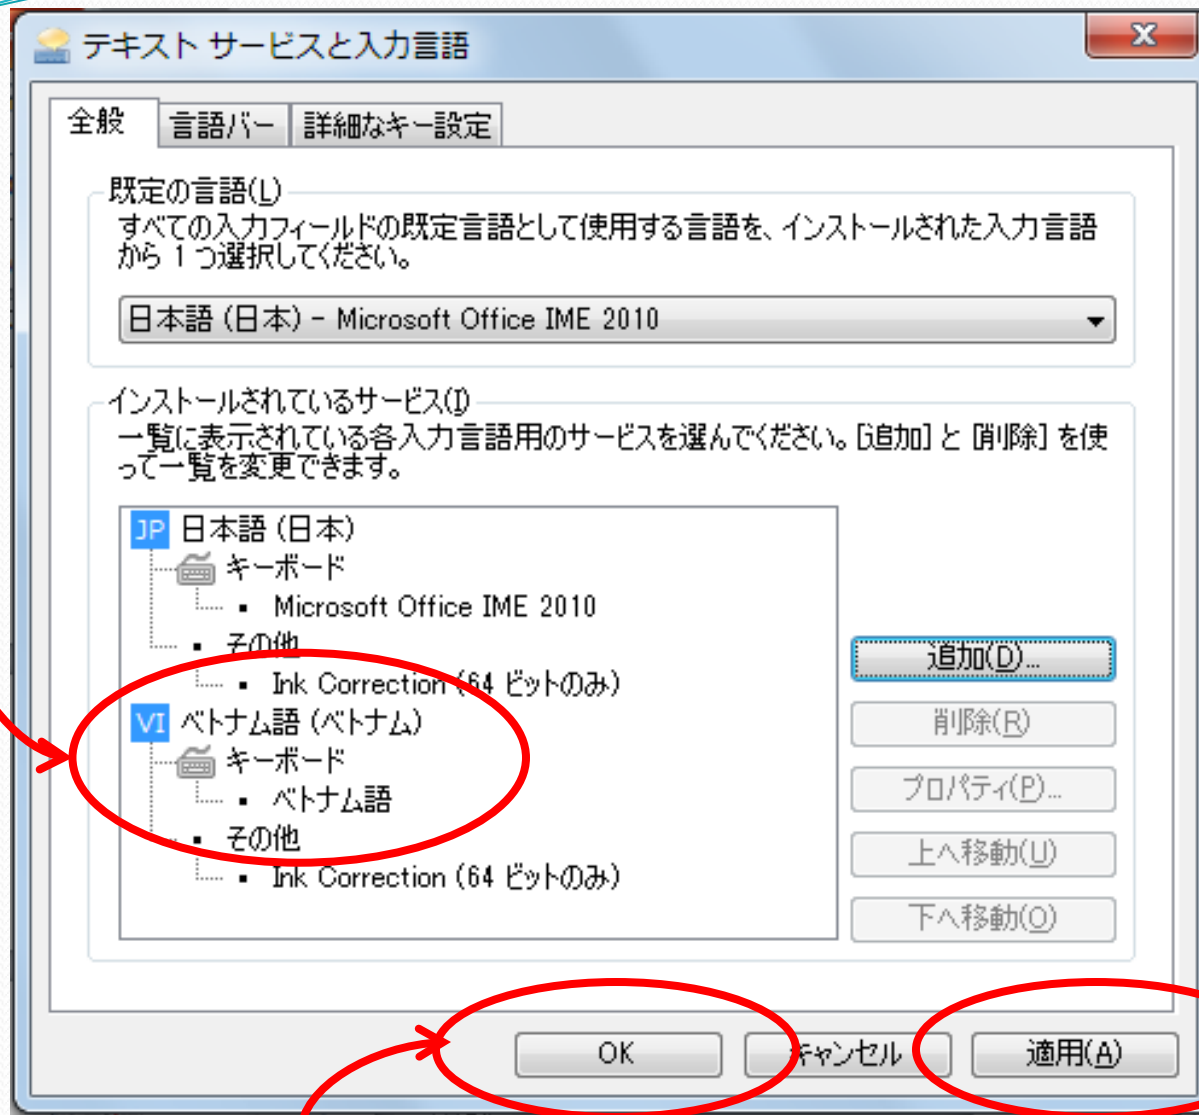 テキスト サービスと入力言語
全般 言語バー 詳細なキー設定
既定の言語(L)
すべての入力フィールドの既定言語として使用する言語を、インストールされた入力言語
から 1 つ選択してください。
日本語 (日本) - Microsoft Office IME 2010
インストールされているサービス(I)
一覧に表示されている各入力言語用のサービスを選んでください。[追加] と [削除] を使
って一覧を変更できます。
JP 日本語 (日本)
キーボード
Microsoft Office IME 2010
その他
Ink Correction (64 ビットのみ)
VI ベトナム語 (ベトナム)
キーボード
ベトナム語
その他
Ink Correction (64 ビットのみ)
追加(D)...
削除(R)
プロパティ(P)...
上へ移動(U)
下へ移動(O)
OK キャンセル 適用(A)